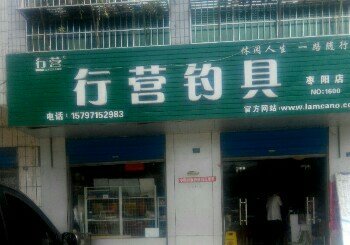 行营
休闲人生 一路随行
行营钓具
枣阳店
NO:1600
电话:15797152983
官方网站:www.lamcano.c